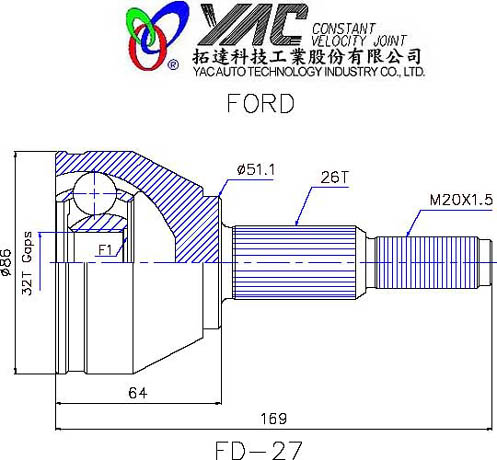 YAC CONSTANT
VELOCITY JOINT
拓達科技工業股份有限公司
YAC AUTO TECHNOLOGY INDUSTRY CO., LTD.
FORD
ø51.1
26T
M20X1.5
ø86
32T Gaps
F1
64
169
FD-27